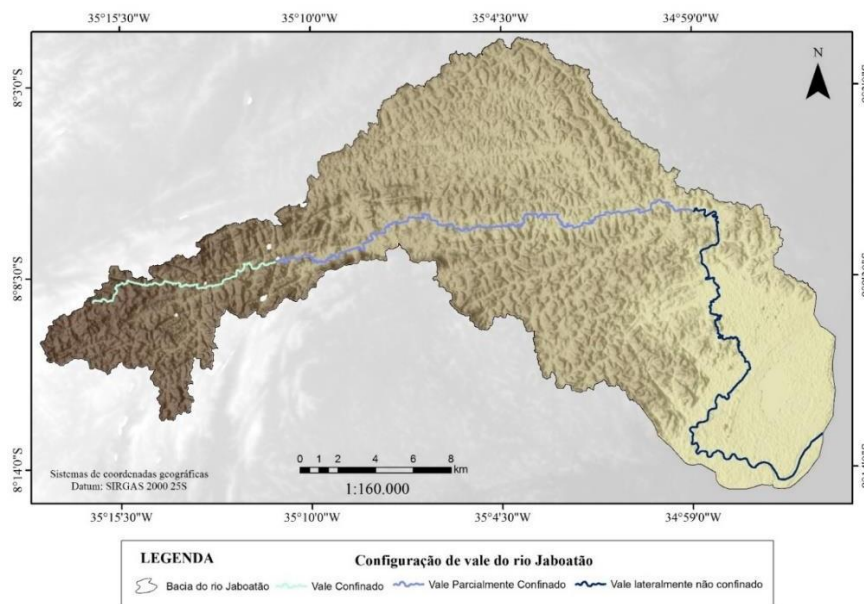 35°15'30"W 35°10'0"W 35°4'30"W 34°59'0"W
N
8°3'0"S
8°8'30"S
8°14'0"S
Sistemas de coordenadas geográficas
Datum: SIRGAS 2000 25S
0 1 2 4 6 8
km
1:160.000
35°15'30"W 35°10'0"W 35°4'30"W 34°59'0"W
LEGENDA Configuração de vale do rio Jaboatão
Bacia do rio Jaboatão Vale Confinado Vale Parcialmente Confinado Vale lateralmente não confinado